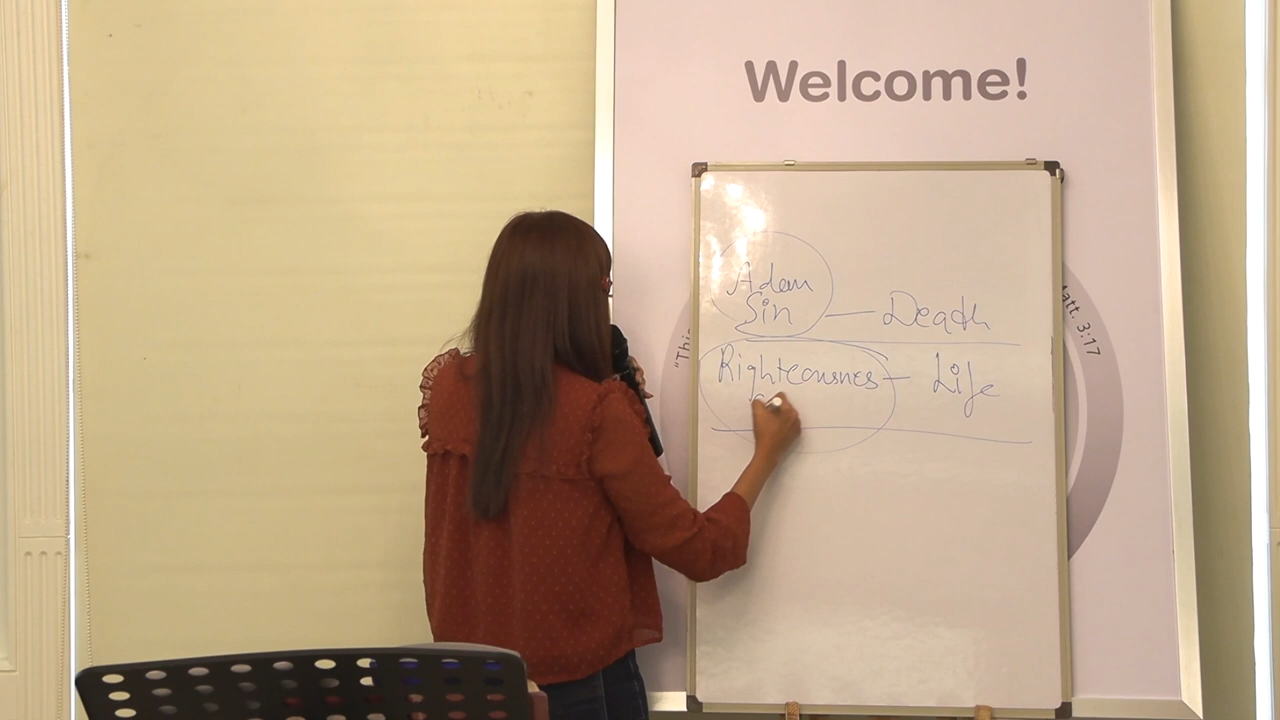 Welcome!
"This
Matt. 3:17
Adam
Sin — Death
Righteousnes — Life